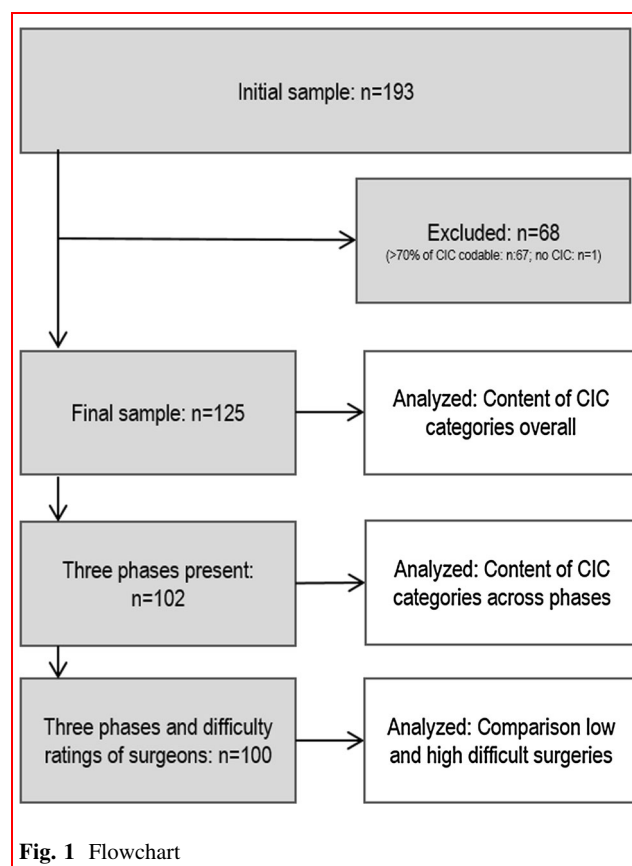 Initial sample: n=193
Excluded: n=68
(>70% of CIC codable: n:67; no CIC: n=1)
Final sample: n=125
Analyzed: Content of CIC
categories overall
Three phases present:
n=102
Analyzed: Content of CIC
categories across phases
Three phases and difficulty
ratings of surgeons: n=100
Analyzed: Comparison low
and high difficult surgeries
Fig. 1 Flowchart